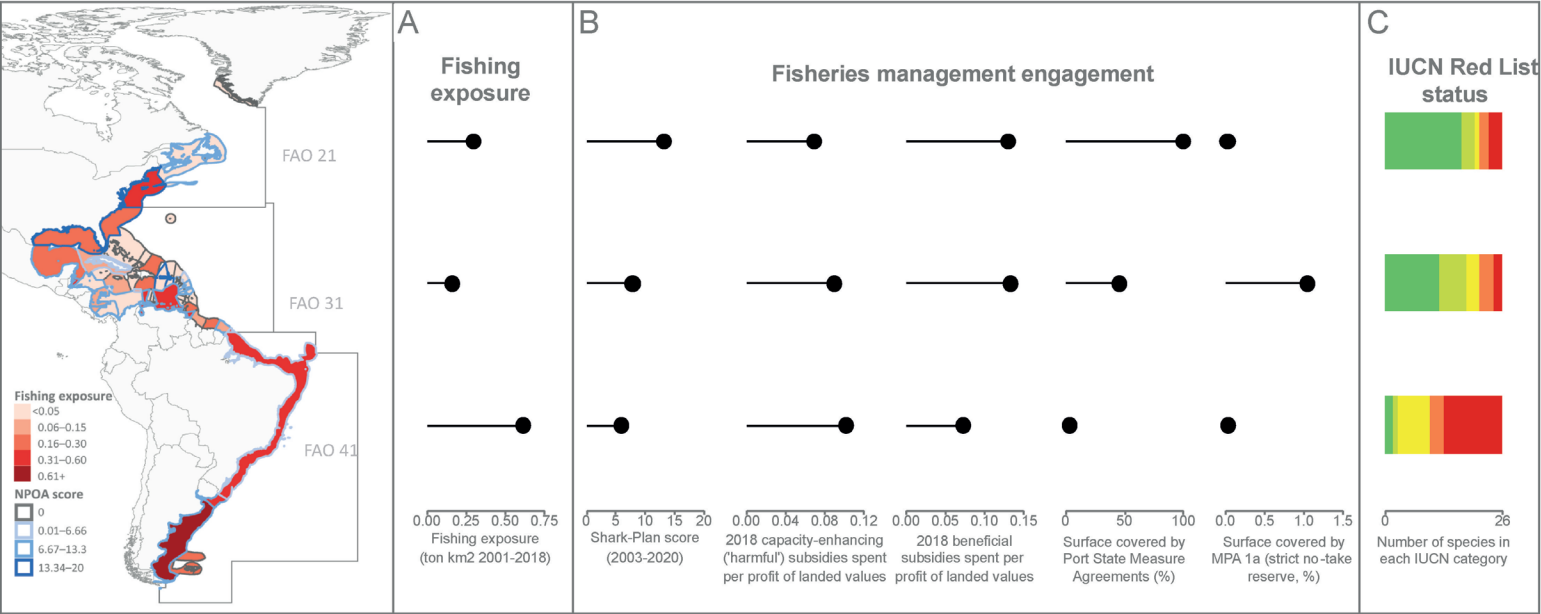 A
B
C
Fishing
exposure
Fisheries management engagement
IUCN Red List
status
FAO 21
FAO 31
FAO 41
Fishing exposure
<0.05
0.06–0.15
0.16–0.30
0.31–0.60
0.61+
NPOA score
0
0.01–6.66
6.67–13.3
13.34–20
0.00 0.25 0.50 0.75
Fishing exposure
(ton km2 2001-2018)
0 5 10 15 20
Shark-Plan score
(2003-2020)
0.00 0.04 0.08 0.12
2018 capacity-enhancing
('harmful') subsidies spent
per profit of landed values
0.00 0.05 0.10 0.15
2018 beneficial
subsidies spent per
profit of landed values
0 50 100
Surface covered by
Port State Measure
Agreements (%)
0.0 0.5 1.0 1.5
Surface covered by
MPA 1a (strict no-take
reserve, %)
0 26
Number of species in
each IUCN category